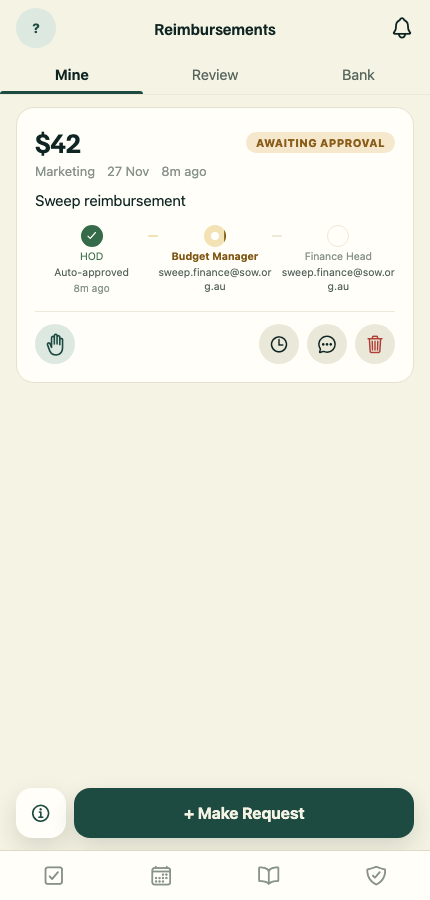 ?
Reimbursements
Mine
Review
Bank
$42
AWAITING APPROVAL
Marketing 27 Nov 8m ago
Sweep reimbursement
HOD
Auto-approved
8m ago
Budget Manager
sweep.finance@sow.or
g.au
Finance Head
sweep.finance@sow.or
g.au
+ Make Request